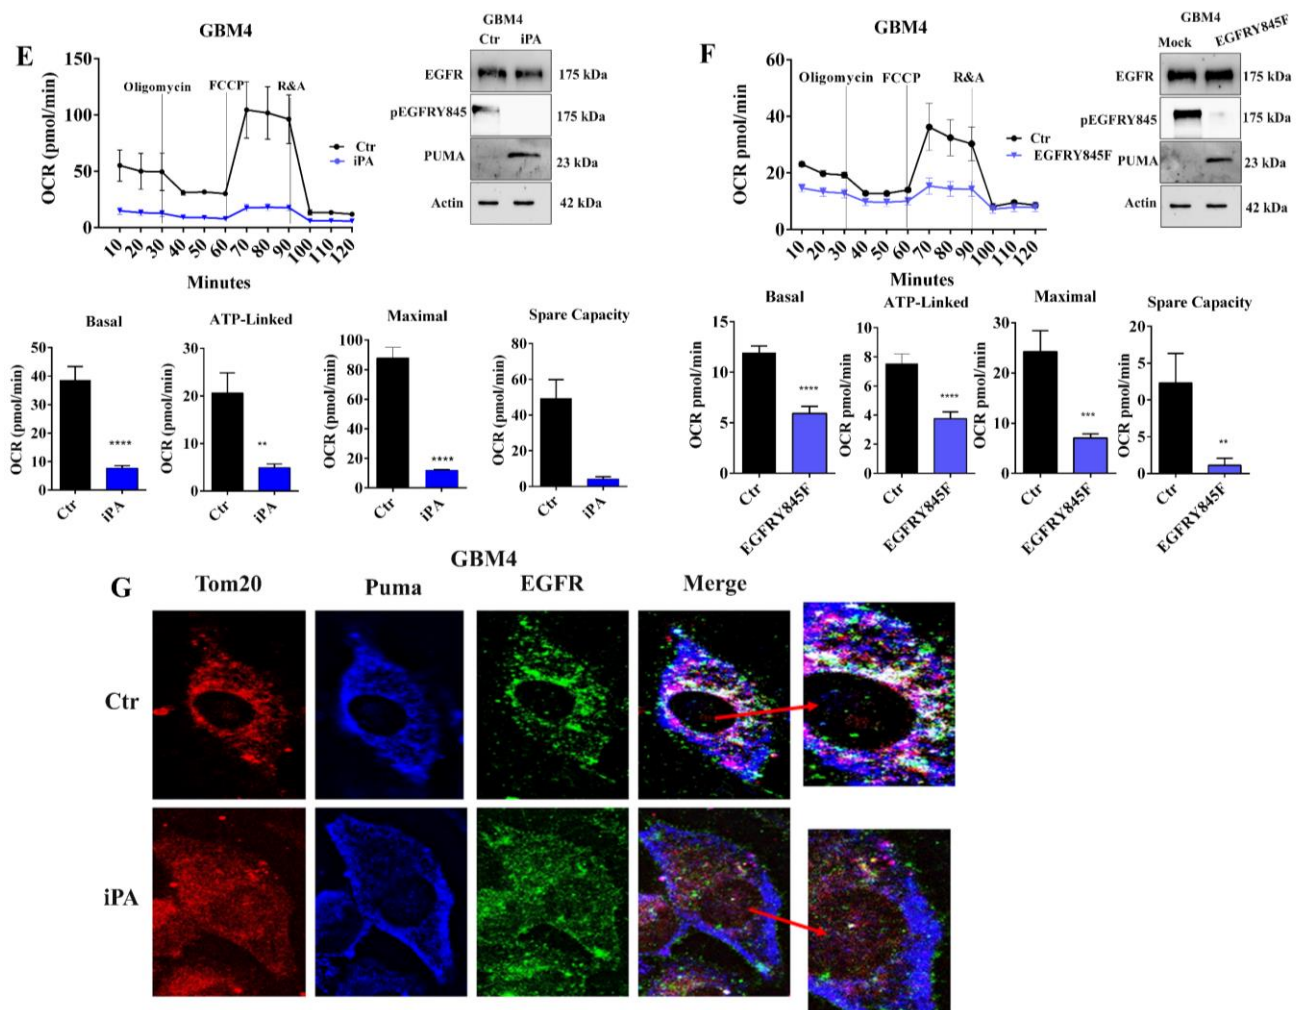 E
GBM4
OCR (pmol/min)
150
100
50
0
Oligomycin
FCCP
R&A
Ctr
iPA
10 20 30 40 50 60 70 80 90 100 110 120
Minutes
GBM4
Ctr iPA
EGFR 175 kDa
pEGFRY845 175 kDa
PUMA 23 kDa
Actin 42 kDa
Basal
OCR (pmol/min)
50
40
30
20
10
0
****
Ctr iPA
ATP-Linked
OCR (pmol/min)
30
20
10
0
**
Ctr iPA
Maximal
OCR (pmol/min)
100
80
60
40
20
0
****
Ctr iPA
Spare Capacity
OCR (pmol/min)
80
60
40
20
0
Ctr iPA
F
GBM4
OCR pmol/min
60
40
20
0
Oligomycin FCCP R&A
Ctr
EGFRY845F
10 20 30 40 50 60 70 80 90 100 110 120
Minutes
GBM4
Mock EGFRY845F
EGFR 175 kDa
pEGFRY845 175 kDa
PUMA 23 kDa
Actin 42 kDa
Basal
OCR pmol/min
15
10
5
0
****
Ctr EGFRY845F
ATP-Linked
OCR pmol/min
10
8
6
4
2
0
****
Ctr EGFRY845F
Maximal
OCR pmol/min
30
20
10
0
***
Ctr EGFRY845F
Spare Capacity
OCR pmol/min
20
5
0
5
0
**
Ctr EGFRY845F
GBM4
G
Tom20 Puma EGFR Merge
Ctr
iPA